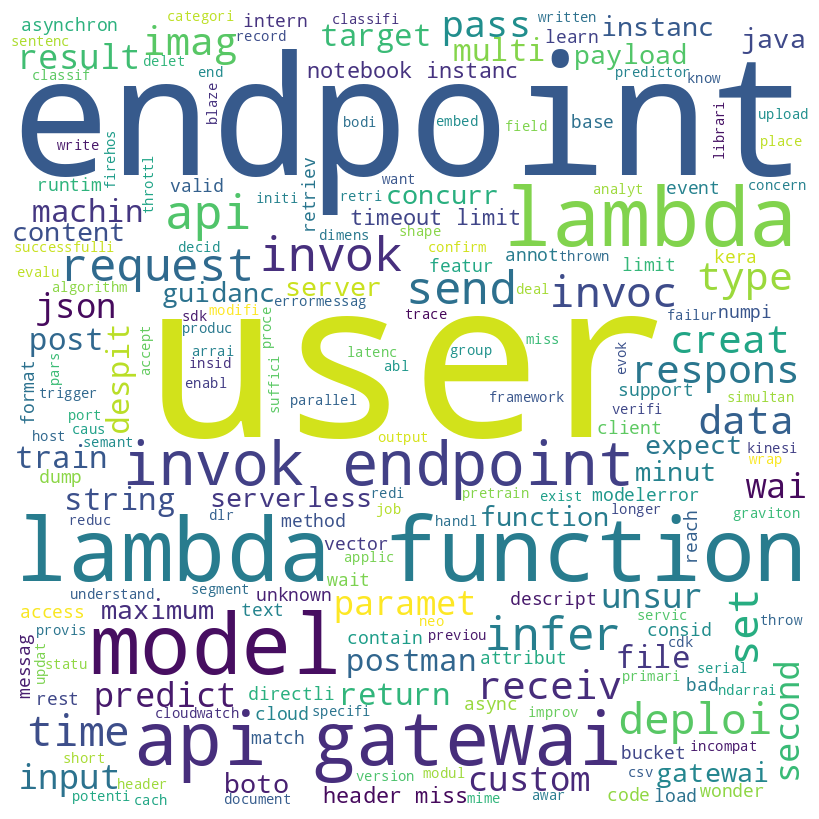 asynchron
categori
intern
classifi
written
instanc
java
sentenc
imag
record
target
pass
learn
result
delet
multi
payload
classif
end
notebook instanc
predictor
know
endpoint
blaze
bodi
embed
field
base
upload
write
firehos
throttl
librari
place
want
runtim
valid
initi
retriev
retri
concurr
analyt
event
concern
machin
api
timeout limit
lambda
content
dimens
shape
successfulli
decid
invok
confirm
annot
thrown
kera
evalu
request
featur
limit
type
algorithm
guidanc
server
send
invoc
errormessag
deal
json
sdk
modifi
trace
failur
numpi
post
despit
produc
proce
user
miss
creat
accept
arrai
latenc
group
evok
pars
insid
suffici
abl
respons
format
trigger
enabl
parallel
framework
support
simultan
port
verifi
data
host
caus
client
semant
output
expect
kinesi
train
invok endpoint
wrap
dump
minut
wai
string
serverless
redi
pretrain
exist
modelerror
job
longer
reduc
dlr
method
handl
function
graviton
vector
lambda function
reach
applic
wait
understand
segment
unknown
descript
unsur
throw
access
maximum
text
paramet
servic
set
provis
model
neo
previou
infer
consid
cdk
messag
updat
statu
contain
postman
attribut
file
serial
second
primari
bad
ndarrai
rest
predict
directli
return
receiv
cloudwatch
cloud
specifi
async
improv
deploi
time
api gatewai
match
bucket
incompat
short
input
header
boto
version
modul
custom
gatewai
csv
potenti
cach
document
header miss
mime
awar
code
load
wonder